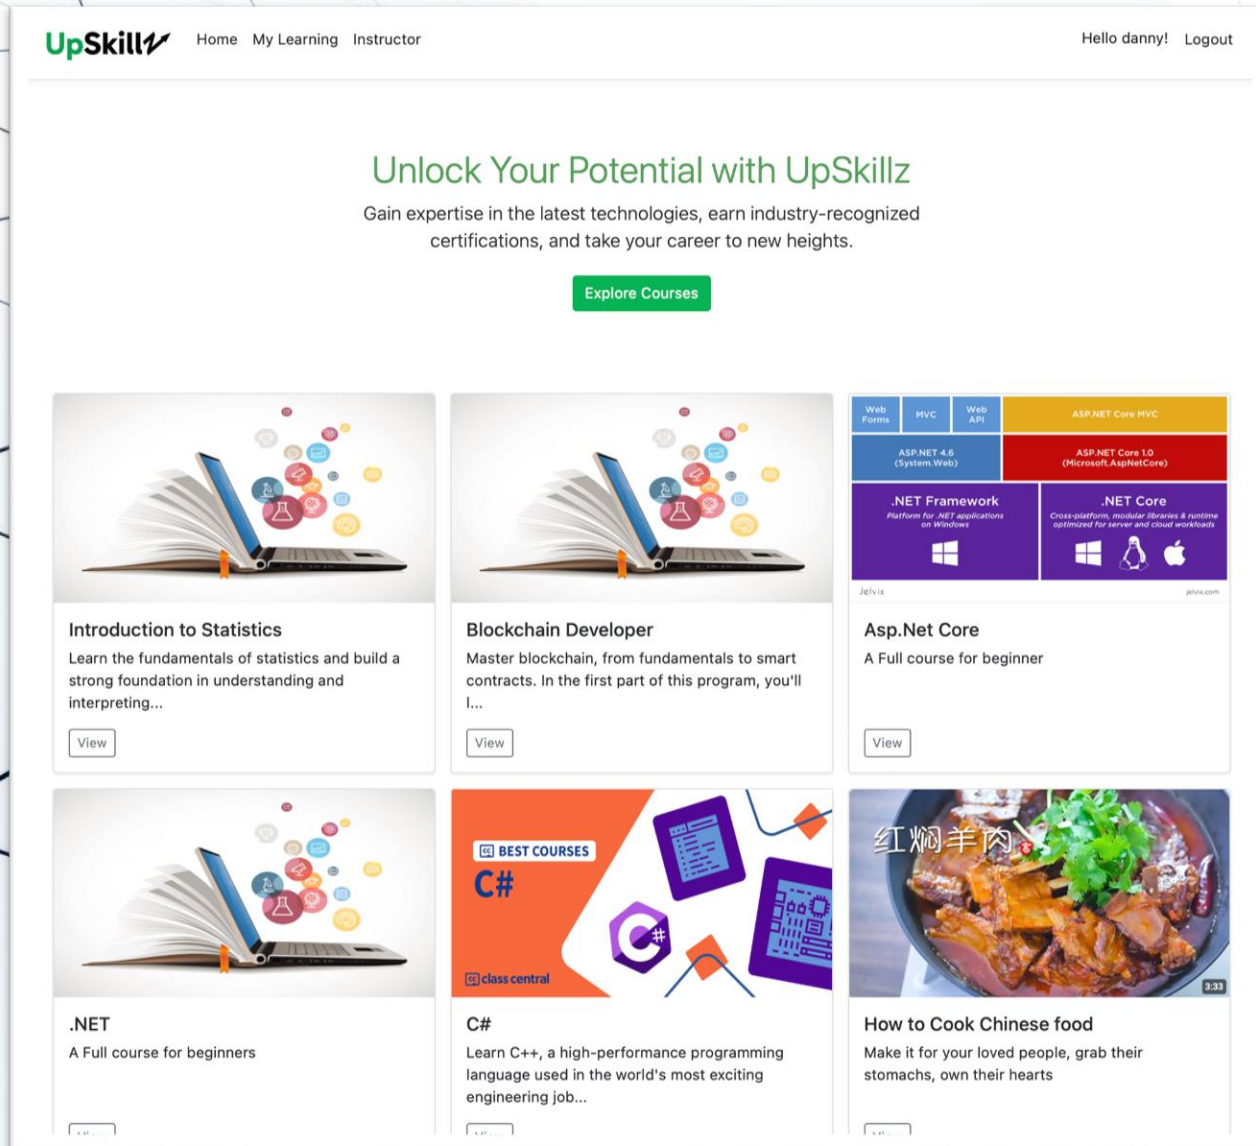 UpSkillz
Home My Learning Instructor
Hello danny! Logout
Unlock Your Potential with UpSkillz
Gain expertise in the latest technologies, earn industry-recognized
certifications, and take your career to new heights.
Explore Courses
Introduction to Statistics
Learn the fundamentals of statistics and build a
strong foundation in understanding and
interpreting...
View
Blockchain Developer
Master blockchain, from fundamentals to smart
contracts. In the first part of this program, you'll
l...
View
Web
Forms
MVC
Web
API
ASP.NET Core MVC
ASP.NET 4.6
(System.Web)
ASP.NET Core 1.0
(Microsoft.AspNetCore)
.NET Framework
Platform for .NET applications
on Windows
.NET Core
Cross-platform, modular libraries & runtime
optimized for server and cloud workloads
Jelvix
jelvix.com
Asp.Net Core
A Full course for beginner
View
.NET
A Full course for beginners
View
CC BEST COURSES
C#
C#
CC class central
C#
Learn C++, a high-performance programming
language used in the world's most exciting
engineering job...
View
红焖羊肉
3:33
How to Cook Chinese food
Make it for your loved people, grab their
stomachs, own their hearts
View